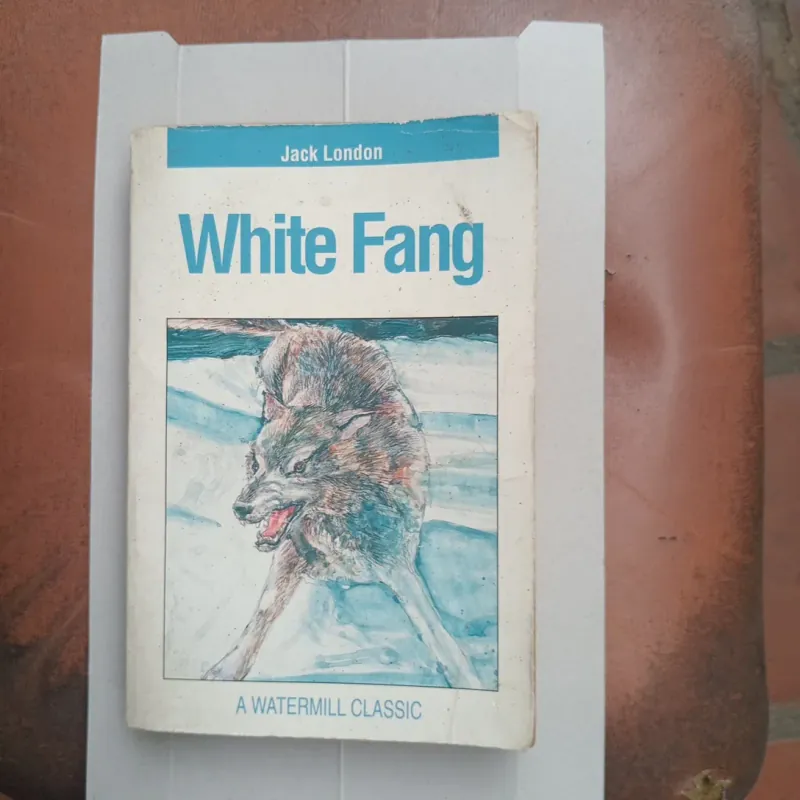 Jack London
White Fang
A WATERMILL CLASSIC